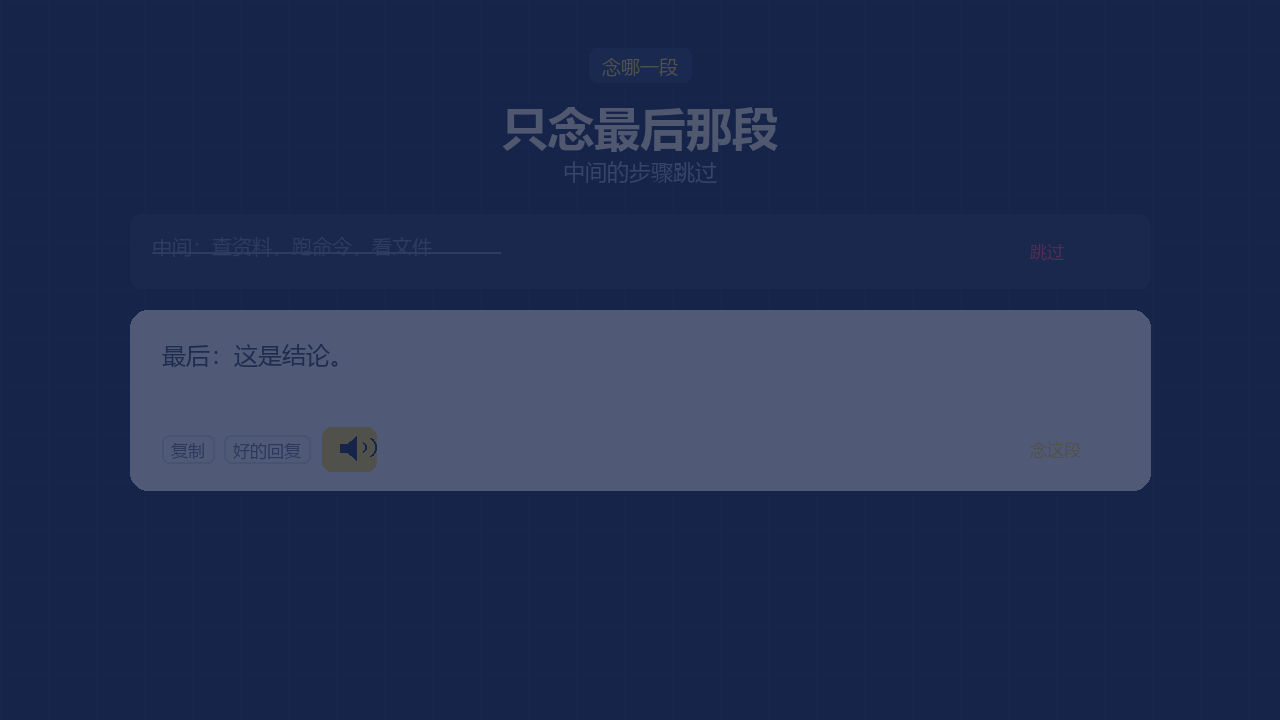 念哪一段
只念最后那段
中间的步骤跳过
中间：查资料、跑命令、看文件
跳过
最后：这是结论。
复制 好的回复
念这段